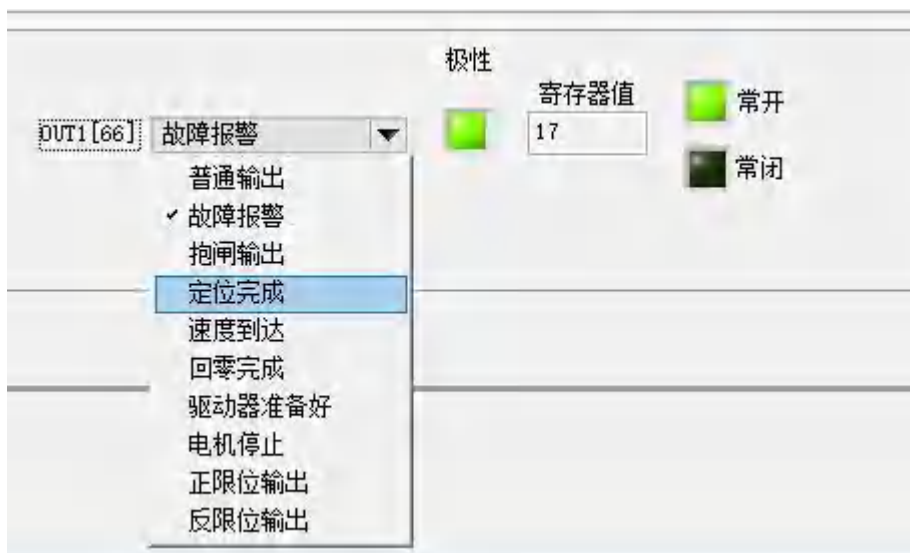 极性
寄存器值
常开
OUT1[66] 故障报警
17
常闭
普通输出
✓ 故障报警
抱闸输出
定位完成
速度到达
回零完成
驱动器准备好
电机停止
正限位输出
反限位输出